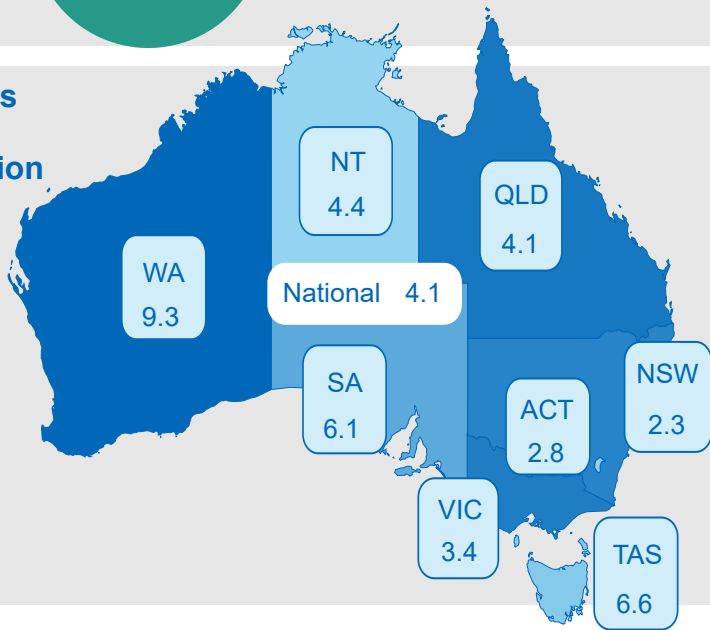 NT
4.4
QLD
4.1
WA
9.3
National 4.1
SA
6.1
NSW
2.3
ACT
2.8
VIC
3.4
TAS
6.6